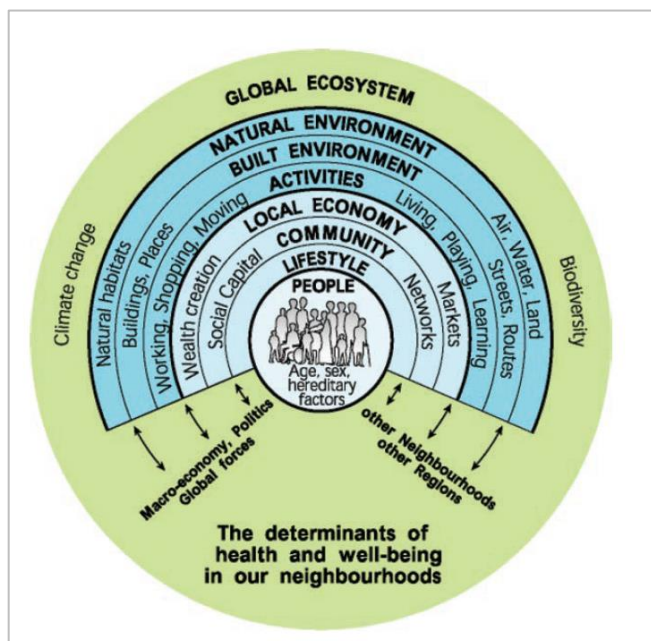 GLOBAL ECOSYSTEM
NATURAL ENVIRONMENT
BUILT ENVIRONMENT
ACTIVITIES
LOCAL ECONOMY
COMMUNITY
LIFESTYLE
PEOPLE
Age, sex,
hereditary
factors
Climate change
Natural habitats
Buildings, Places
Working, Shopping, Moving
Wealth creation
Social Capital
Networks
Markets
Living, Playing, Learning
Streets, Routes
Air, Water, Land
Biodiversity
Macro-economy, Politics
Global forces
other Neighbourhoods
other Regions
The determinants of
health and well-being
in our neighbourhoods